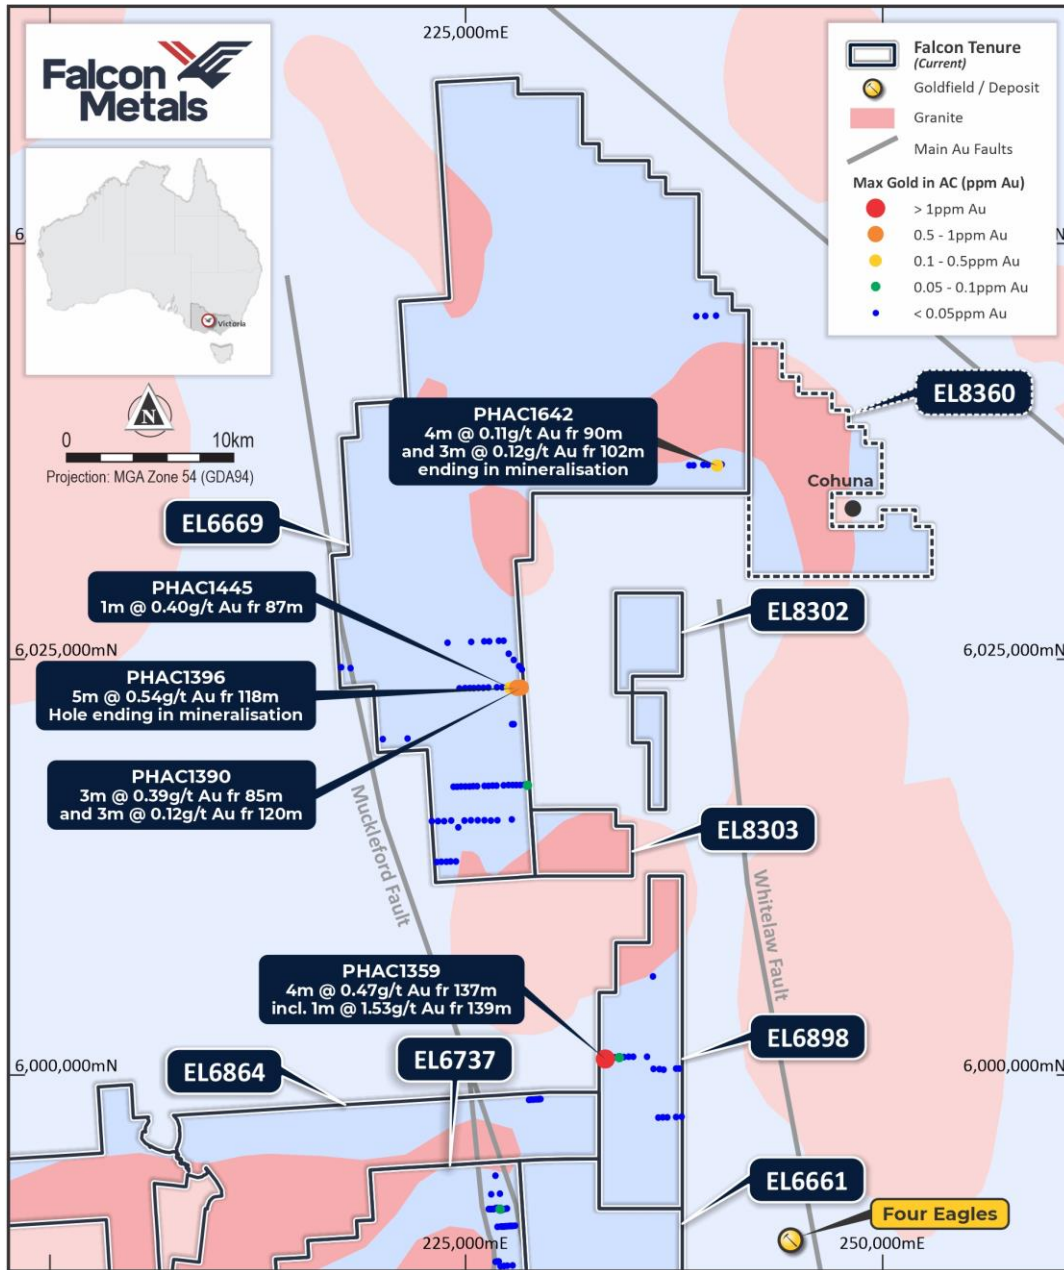 225,000mE
Falcon
Metals
Falcon Tenure
(Current)
Goldfield / Deposit
Granite
Main Au Faults
Max Gold in AC (ppm Au)
> 1ppm Au
0.5 - 1ppm Au
0.1 - 0.5ppm Au
0.05 - 0.1ppm Au
< 0.05ppm Au
Victoria
6
N
N
0
10km
Projection: MGA Zone 54 (GDA94)
EL8360
PHAC1642
4m @ 0.11g/t Au fr 90m
and 3m @ 0.12g/t Au fr 102m
ending in mineralisation
Cohuna
EL6669
PHAC1445
1m @ 0.40g/t Au fr 87m
EL8302
6,025,000mN
6,025,000mN
PHAC1396
5m @ 0.54g/t Au fr 118m
Hole ending in mineralisation
PHAC1390
3m @ 0.39g/t Au fr 85m
and 3m @ 0.12g/t Au fr 120m
Muckleford Fault
EL8303
Whitelaw Fault
PHAC1359
4m @ 0.47g/t Au fr 137m
incl. 1m @ 1.53g/t Au fr 139m
EL6898
EL6737
EL6864
6,000,000mN
6,000,000mN
EL6661
Four Eagles
225,000mE
250,000mE